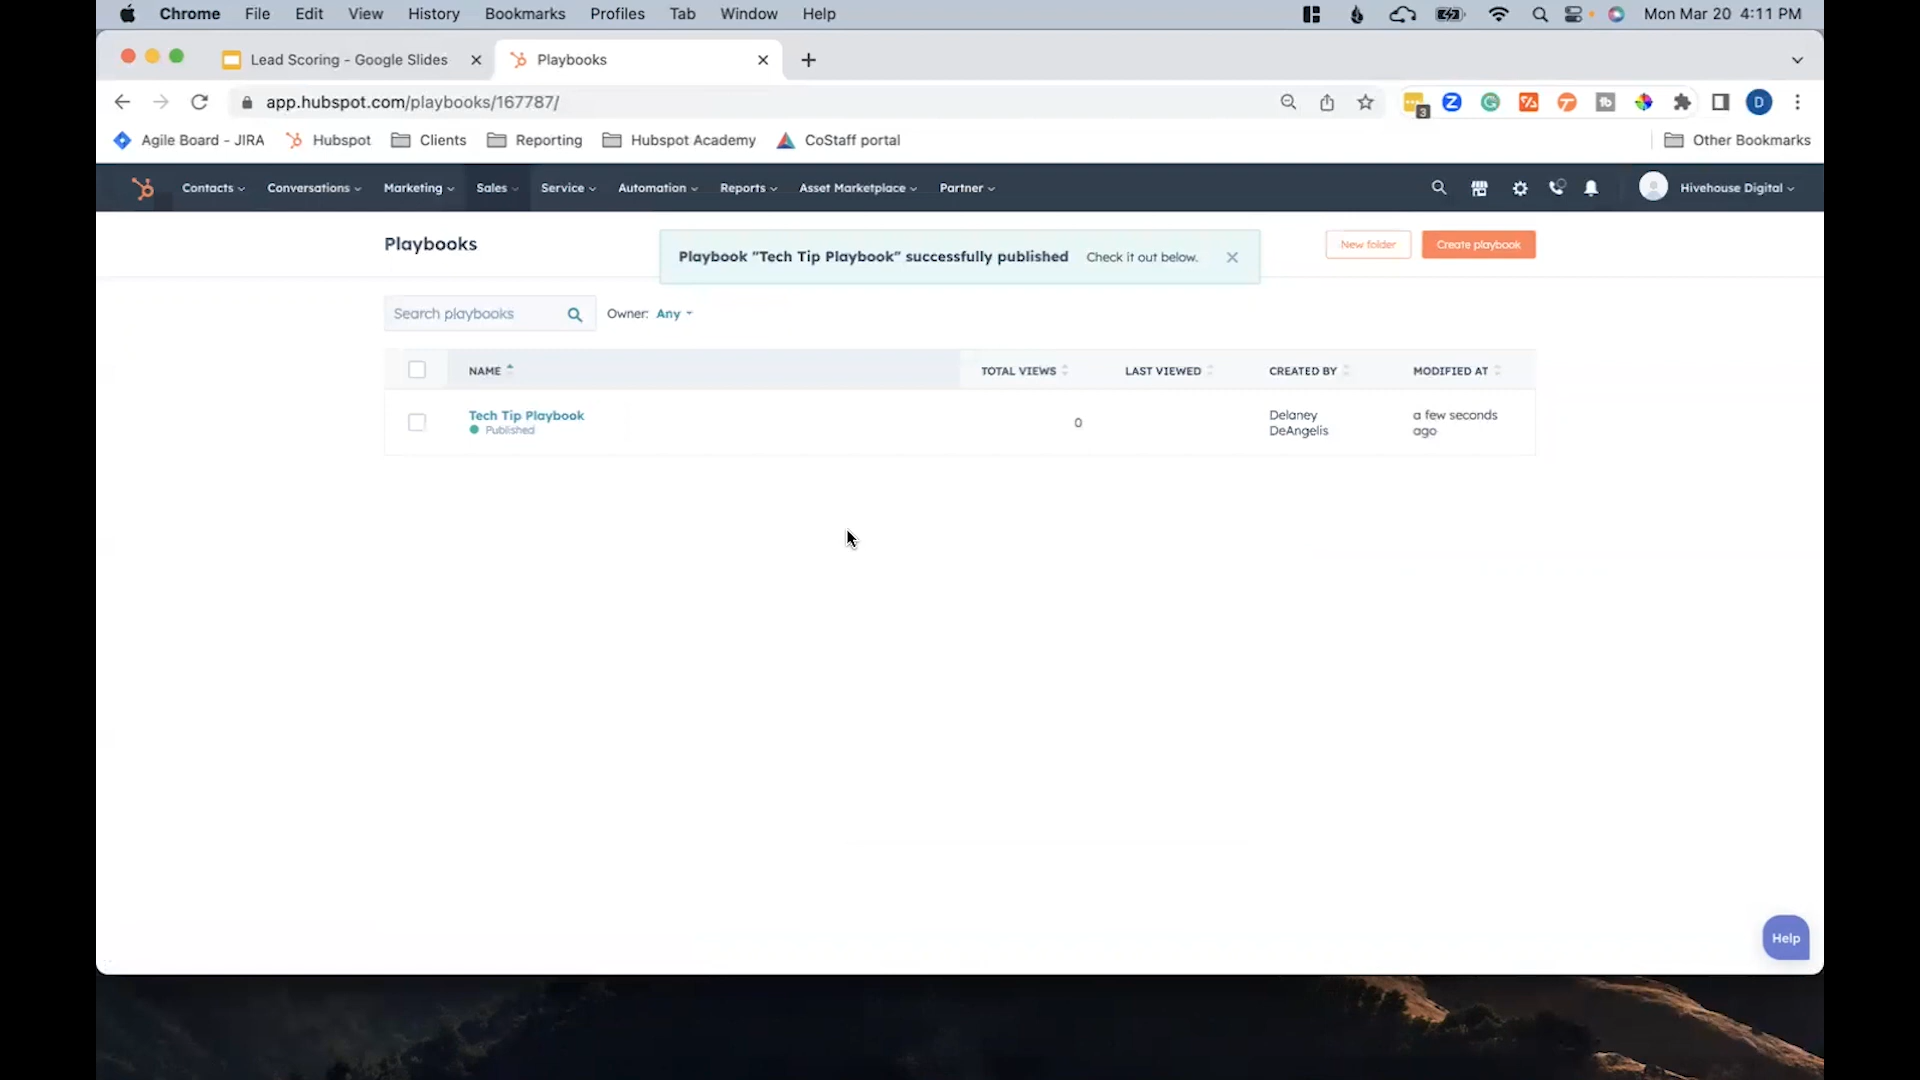 Chrome File Edit View History Bookmarks Profiles Tab Window Help Mon Mar 20 4:11 PM
Lead Scoring - Google Slides Playbooks
app.hubspot.com/playbooks/167787/
3 D
Agile Board - JIRA Hubspot Clients Reporting Hubspot Academy CoStaff portal Other Bookmarks
Contacts Conversations Marketing Sales Service Automation Reports Asset Marketplace Partner Hivehouse Digital
Playbooks
Playbook "Tech Tip Playbook" successfully published Check it out below.
New folder Create playbook
Search playbooks Owner: Any
NAME TOTAL VIEWS LAST VIEWED CREATED BY MODIFIED AT
Tech Tip Playbook
Published
0
Delaney
DeAngelis
a few seconds
ago
Help